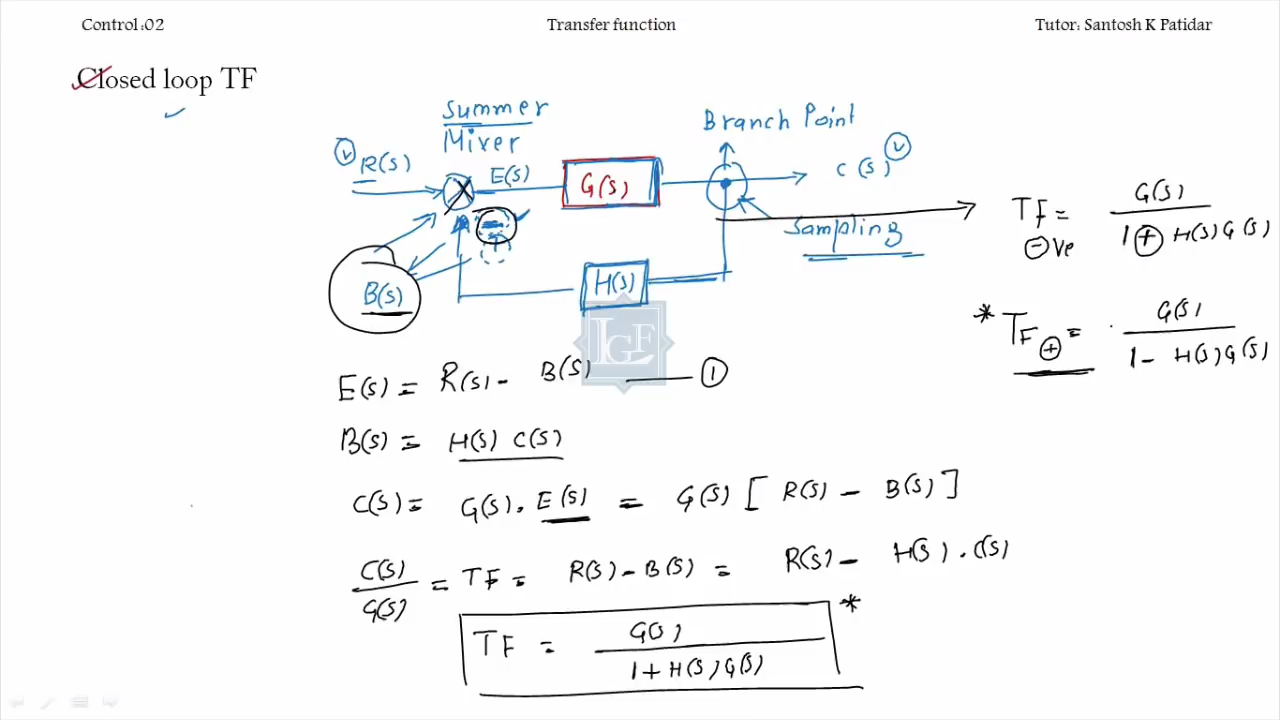 Control:02 Transfer function Tutor: Santosh K Patidar
Closed loop TF
Summer
Mixer
Branch Point
R(S)
E(S)
G(S)
C(S)
Sampling
H(S)
B(S)
TF = G(S) / 1 + H(S)G(S)
⊖ve
* TF⊕ = G(S) / 1 - H(S)G(S)
LGF
E(S) = R(S) - B(S) ①
B(S) = H(S) C(S)
C(S) = G(S) . E(S) = G(S) [ R(S) - B(S) ]
C(S) / G(S) = TF = R(S) - B(S) = R(S) - H(S) . C(S)
TF = G(S) / 1 + H(S)G(S) *